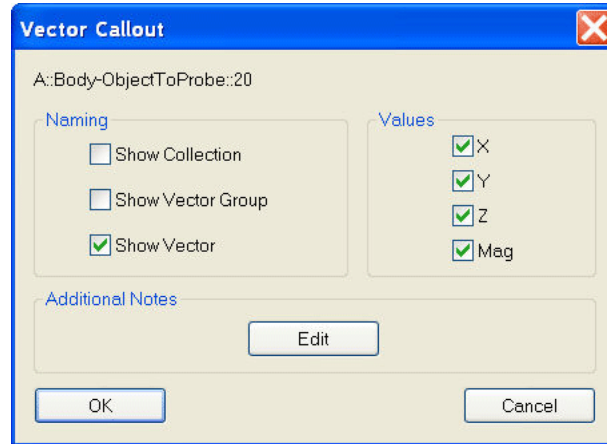 Vector Callout
A::Body-ObjectToProbe::20
Naming
Show Collection
Show Vector Group
Show Vector
Values
X
Y
Z
Mag
Additional Notes
Edit
OK
Cancel